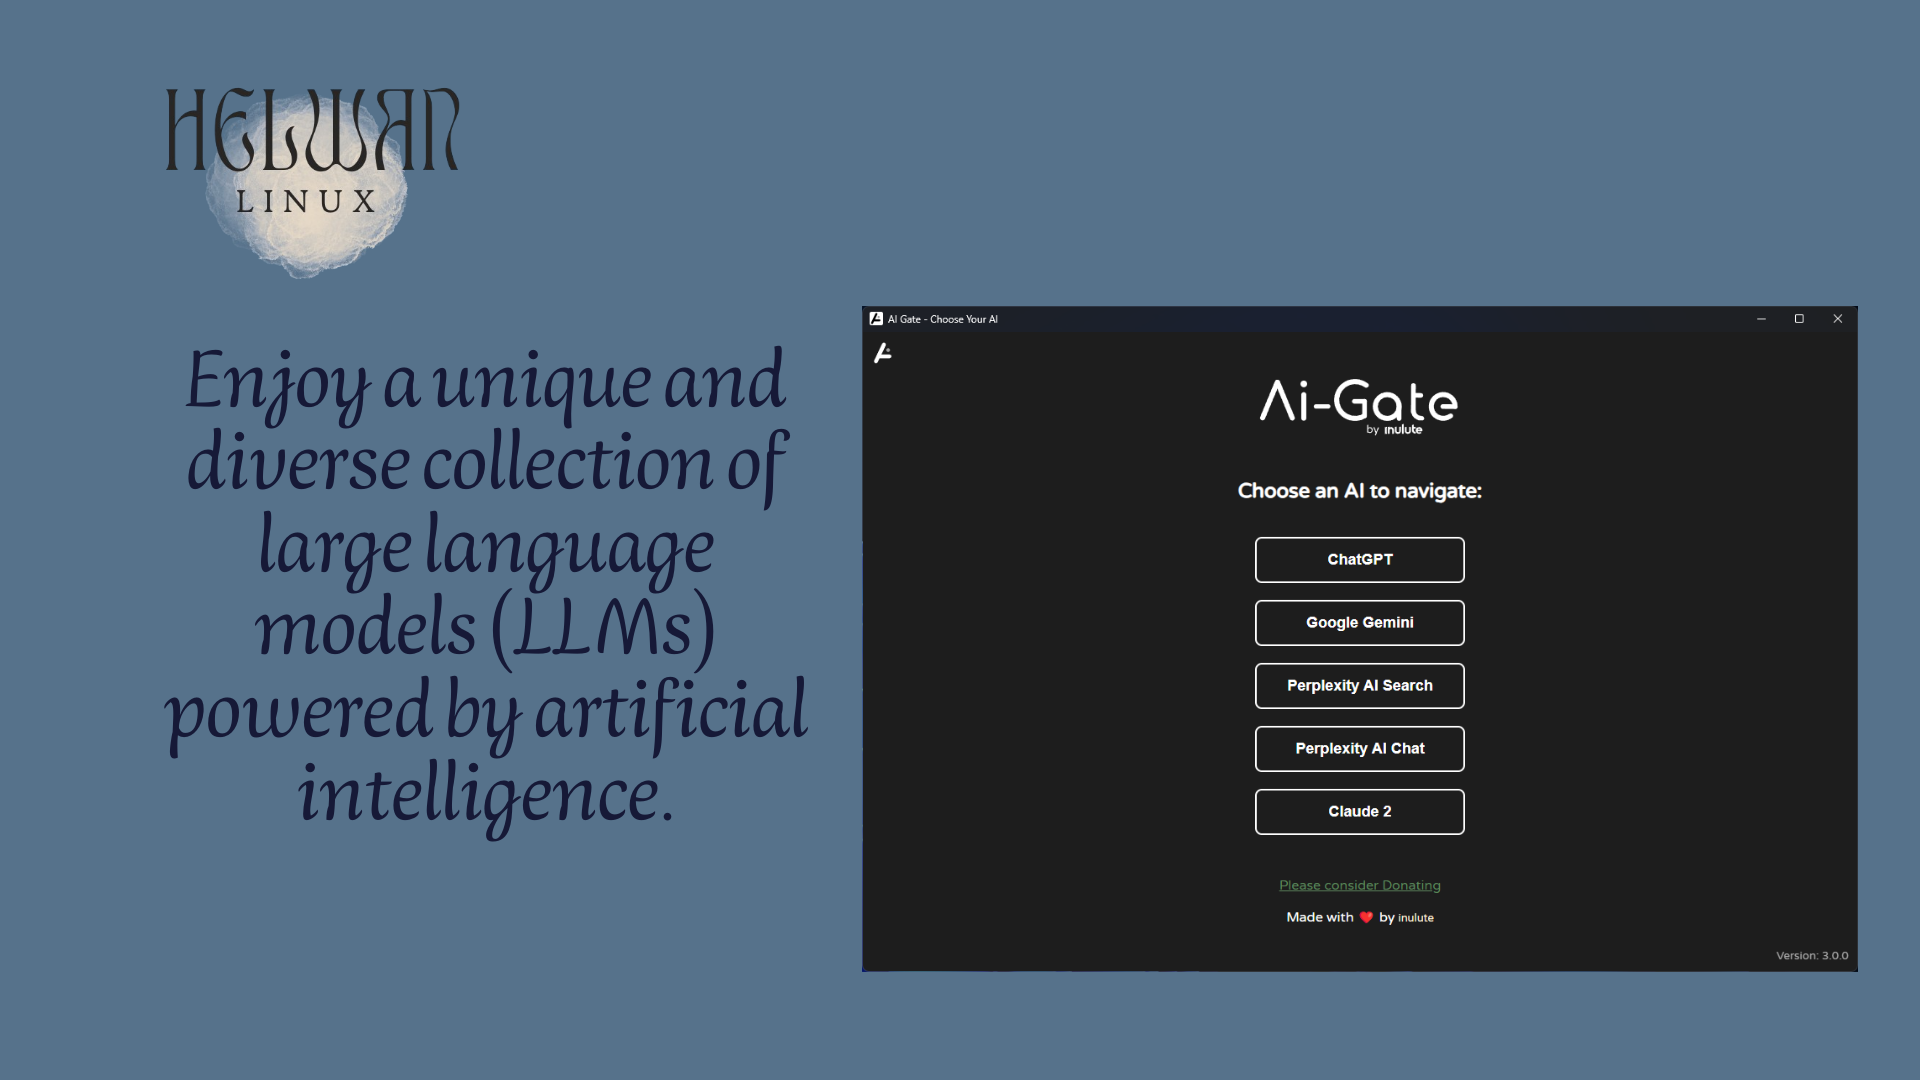 HELWAN
LINUX
Enjoy a unique and
diverse collection of
large language
models (LLMs)
powered by artificial
intelligence.
AI Gate - Choose Your AI
Ai-Gate
by inulute
Choose an AI to navigate:
ChatGPT
Google Gemini
Perplexity AI Search
Perplexity AI Chat
Claude 2
Please consider Donating
Made with ❤️ by inulute
Version: 3.0.0